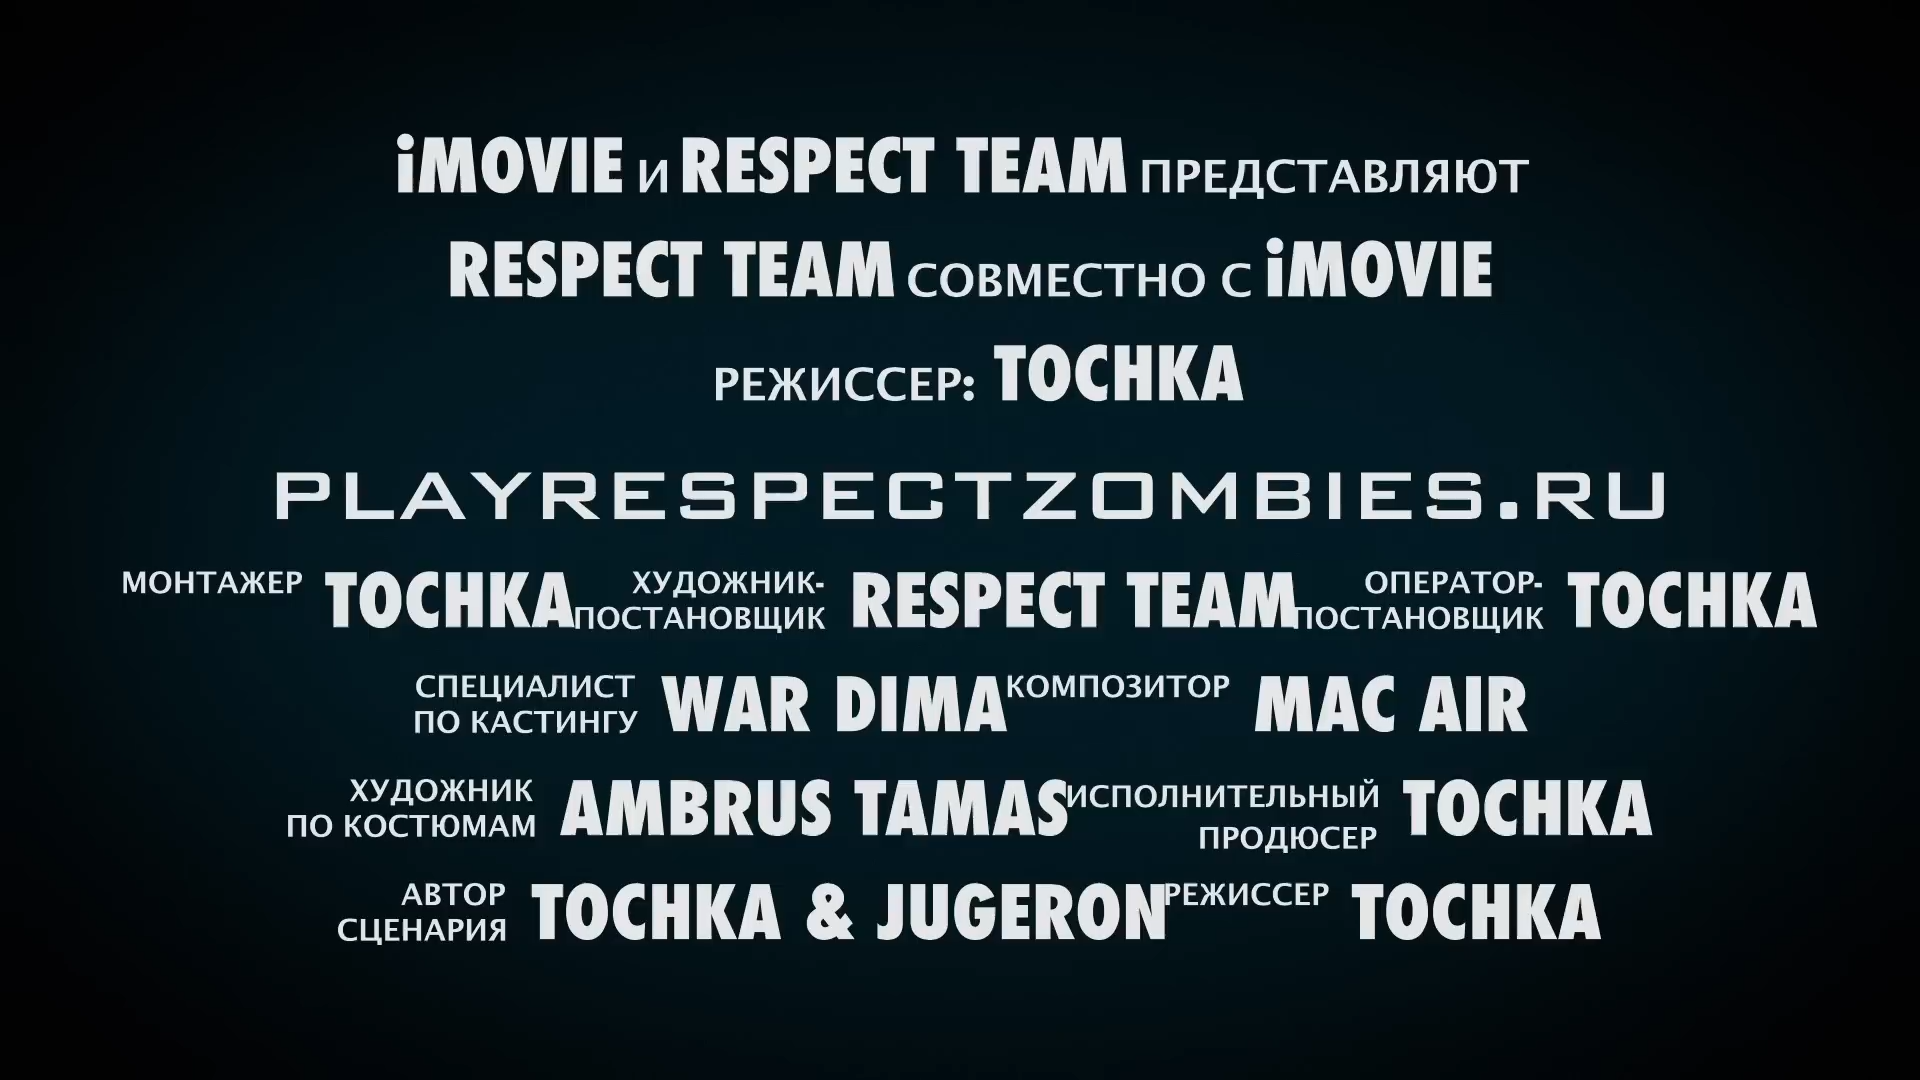 iMOVIE И RESPECT TEAM ПРЕДСТАВЛЯЮТ
RESPECT TEAM СОВМЕСТНО С iMOVIE
РЕЖИССЕР: TOCHKA
PLAYRESPECTZOMBIES.RU
МОНТАЖЕР TOCHKA ХУДОЖНИК-ПОСТАНОВЩИК RESPECT TEAM ОПЕРАТОР-ПОСТАНОВЩИК TOCHKA
СПЕЦИАЛИСТ ПО КАСТИНГУ WAR DIMA КОМПОЗИТОР MAC AIR
ХУДОЖНИК ПО КОСТЮМАМ AMBRUS TAMAS ИСПОЛНИТЕЛЬНЫЙ ПРОДЮСЕР TOCHKA
АВТОР СЦЕНАРИЯ TOCHKA & JUGERON РЕЖИССЕР TOCHKA